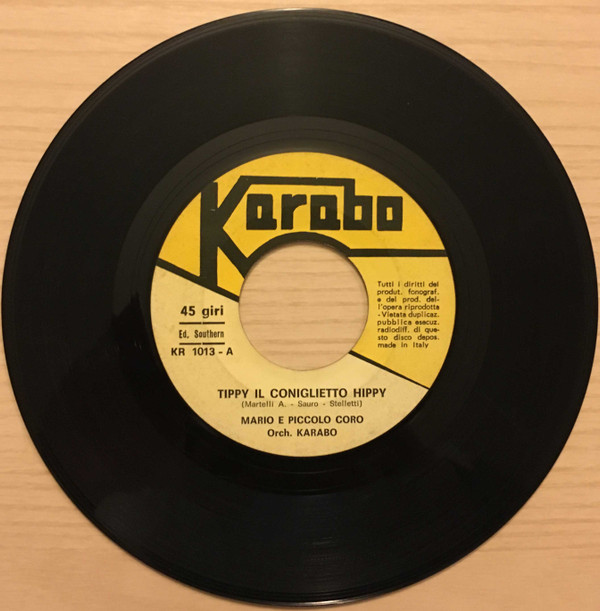 Karabo
45 giri
Ed. Southern
KR 1013 - A
Tutti i diritti del
produt. fonograf.
e del prod. del-
l'opera riprodotta
- Vietata duplicaz.
pubblica esecuz.
radiodiff. di que
sto disco depos.
made in Italy
TIPPY IL CONIGLIETTO HIPPY
(Martelli A. - Sauro - Stelletti)
MARIO E PICCOLO CORO
Orch. KARABO